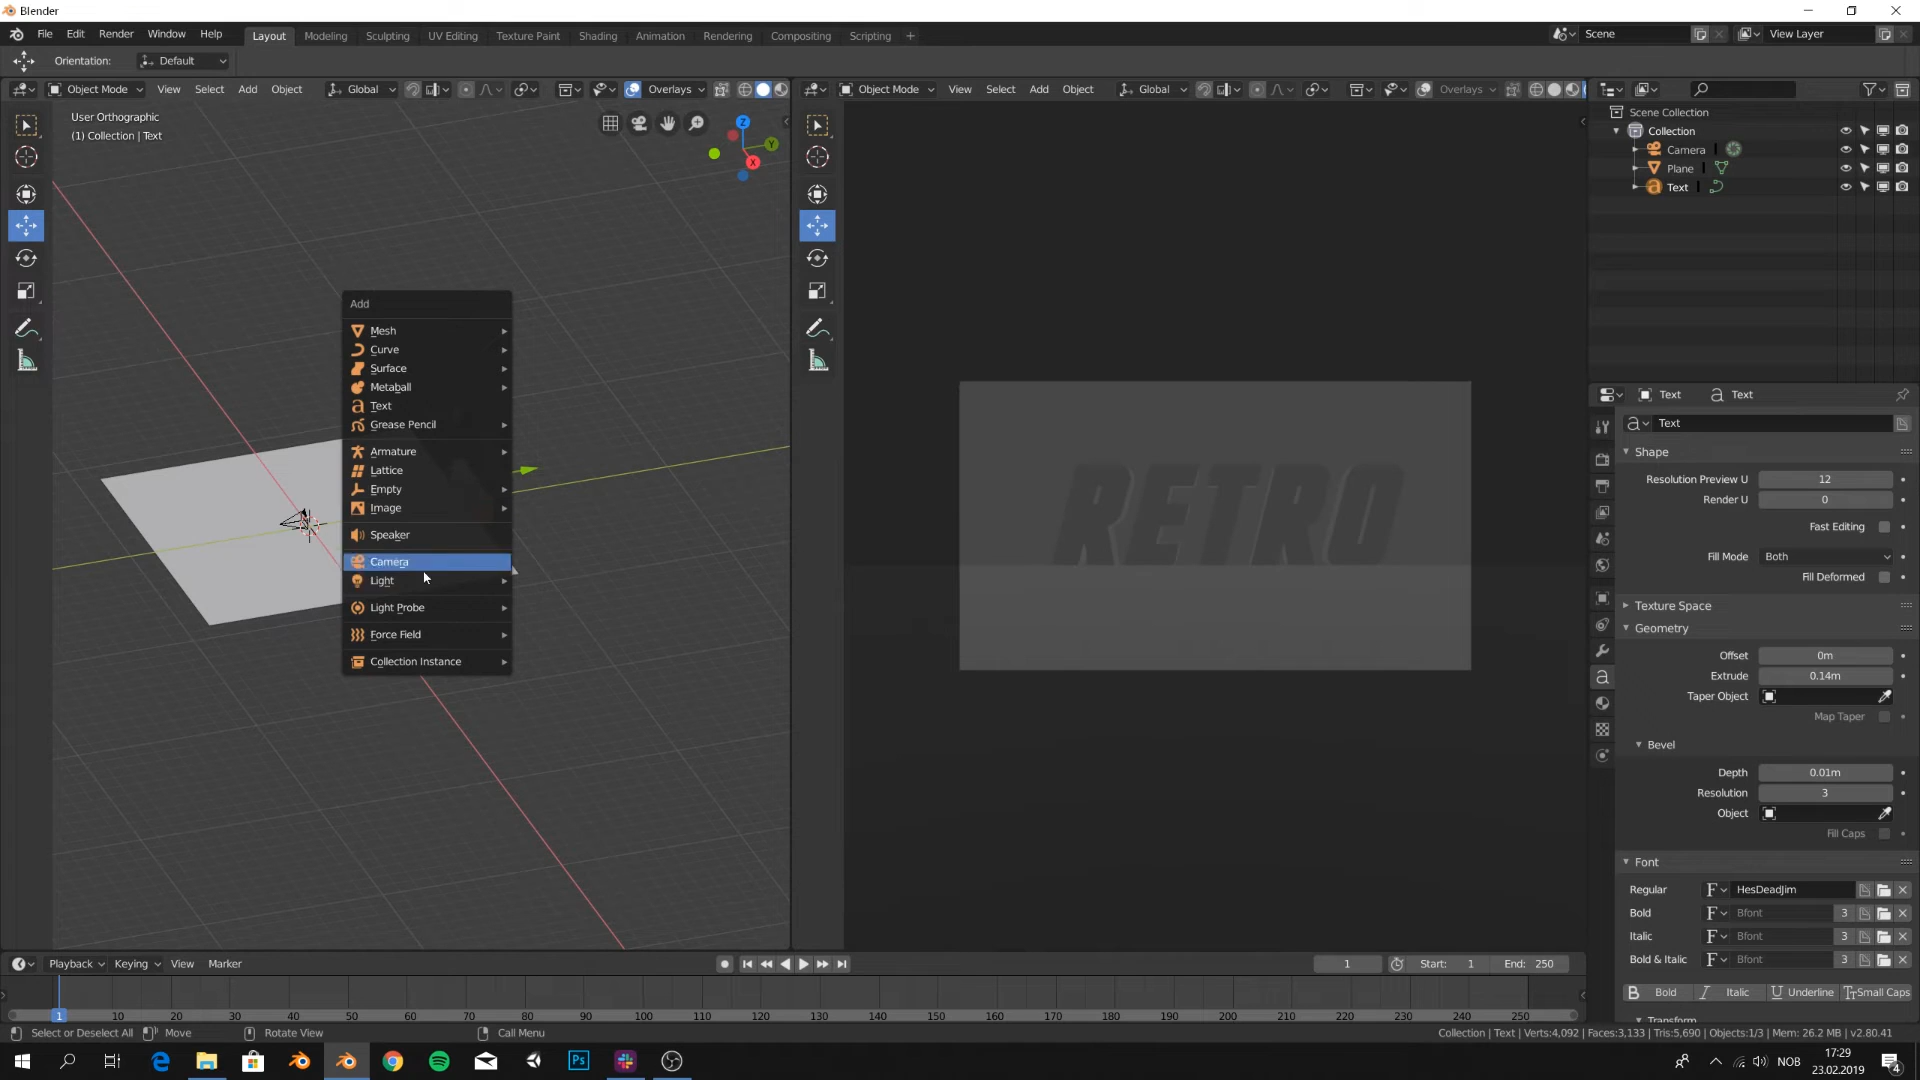 Blender
File Edit Render Window Help
Layout Modeling Sculpting UV Editing Texture Paint Shading Animation Rendering Compositing Scripting +
Scene
View Layer
Orientation: Default
Object Mode View Select Add Object Global Overlays
Object Mode View Select Add Object Global Overlays
User Orthographic
(1) Collection | Text
Z
Y
X
Add
Mesh
Curve
Surface
Metaball
Text
Grease Pencil
Armature
Lattice
Empty
Image
Speaker
Camera
Light
Light Probe
Force Field
Collection Instance
RETRO
Scene Collection
Collection
Camera
Plane
Text
Text Text
Text
Shape
Resolution Preview U 12
Render U 0
Fast Editing
Fill Mode Both
Fill Deformed
Texture Space
Geometry
Offset 0m
Extrude 0.14m
Taper Object
Map Taper
Bevel
Depth 0.01m
Resolution 3
Object
Fill Caps
Font
Regular HesDeadJim
Bold Bfont 3
Italic Bfont 3
Bold & Italic Bfont 3
B Bold I Italic U Underline Small Caps
Transform
Playback Keying View Marker
1 Start: 1 End: 250
1 10 20 30 40 50 60 70 80 90 100 110 120 130 140 150 160 170 180 190 200 210 220 230 240 250
Select or Deselect All Move Rotate View Call Menu
Collection | Text | Verts:4,092 | Faces:3,133 | Tris:5,690 | Objects:1/3 | Mem: 26.2 MB | v2.80.41
Ps
NOB
17:29
23.02.2019
4